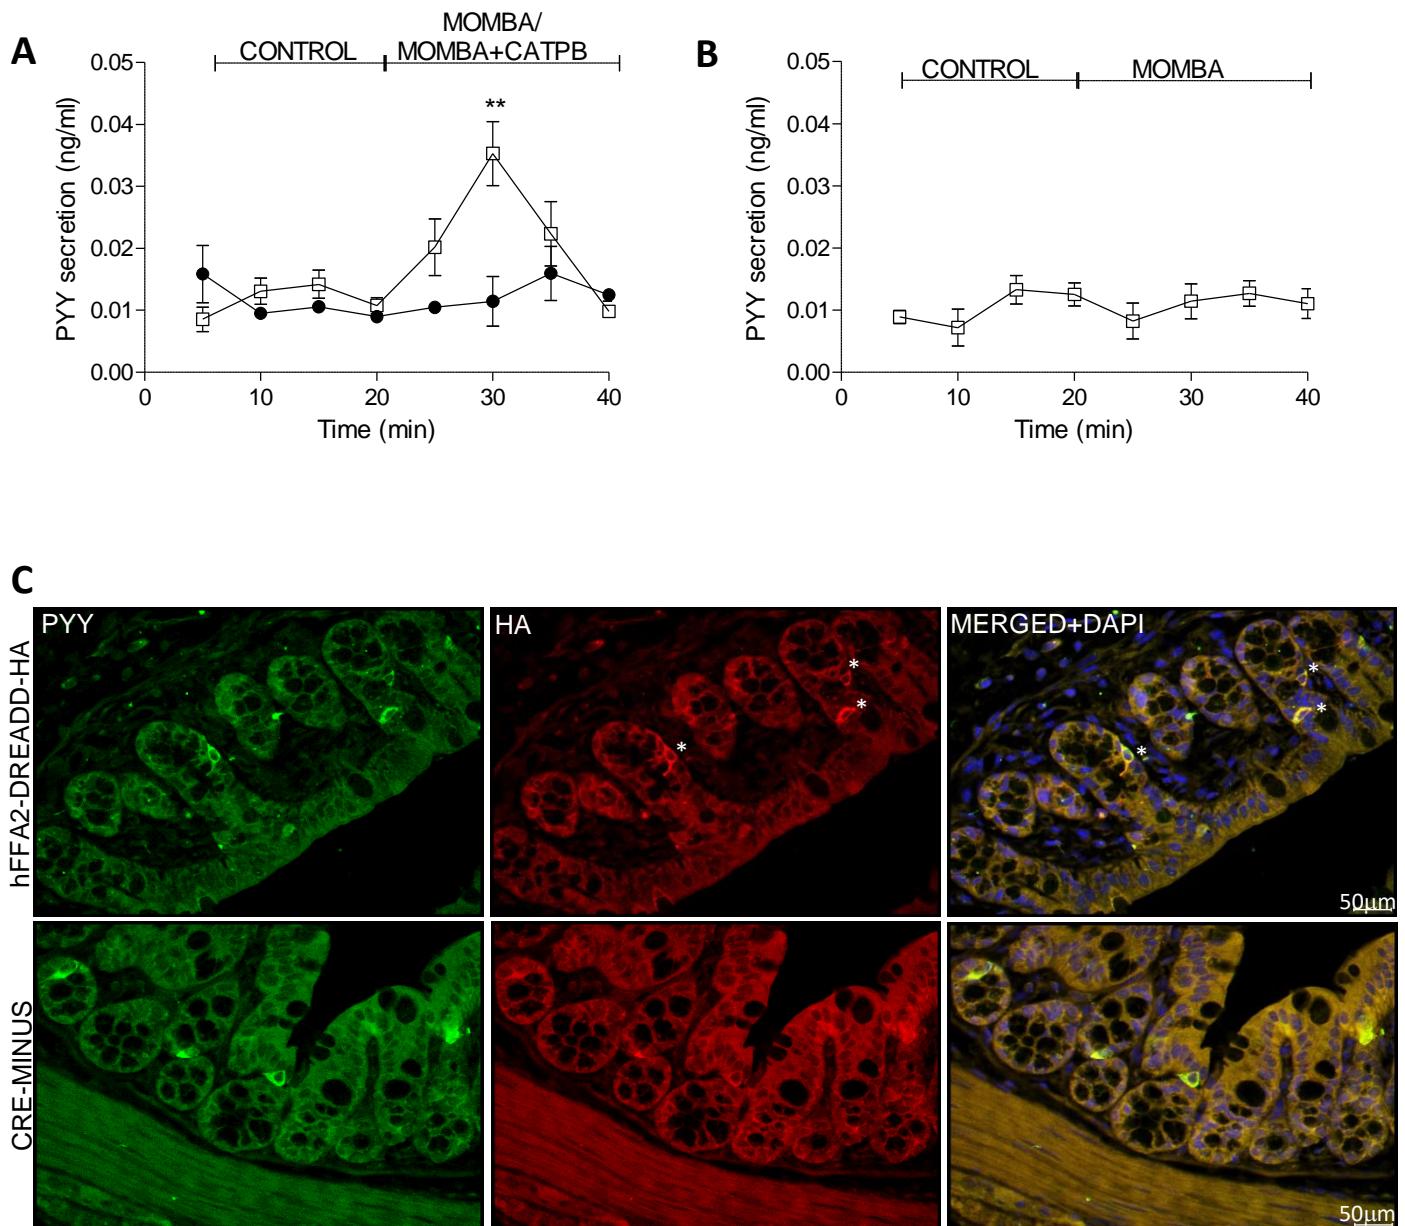 A
MOMBA/
CONTROL MOMBA+CATPB
**
PYY secretion (ng/ml)
0.05
0.04
0.03
0.02
0.01
0.00
0 10 20 30 40
Time (min)
B
CONTROL MOMBA
PYY secretion (ng/ml)
0.05
0.04
0.03
0.02
0.01
0.00
0 10 20 30 40
Time (min)
C
PYY HA MERGED+DAPI
hFFA2-DREADD-HA
* * *
* * *
50µm
CRE-MINUS
50µm